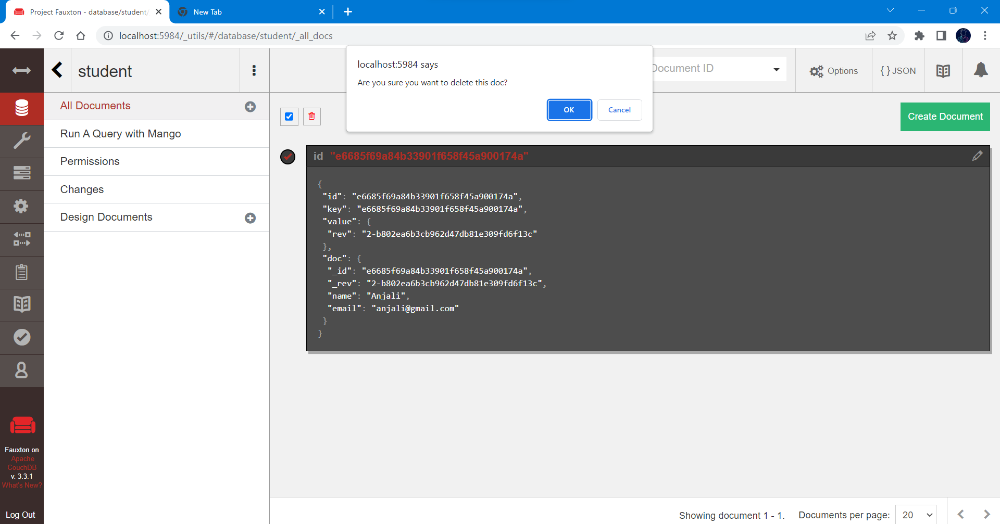 Project Fauxton - database/student/
New Tab
localhost:5984/_utils/#/database/student/_all_docs
student
localhost:5984 says
Are you sure you want to delete this doc?
OK
Cancel
Document ID
Options
{ } JSON
All Documents
Run A Query with Mango
Permissions
Changes
Design Documents
Create Document
id "e6685f69a84b33901f658f45a900174a"
{
"id": "e6685f69a84b33901f658f45a900174a",
"key": "e6685f69a84b33901f658f45a900174a",
"value": {
"rev": "2-b802ea6b3cb962d47db81e309fd6f13c"
},
"doc": {
"_id": "e6685f69a84b33901f658f45a900174a",
"_rev": "2-b802ea6b3cb962d47db81e309fd6f13c",
"name": "Anjali",
"email": "anjali@gmail.com"
}
}
Fauxton on
Apache
CouchDB
v. 3.3.1
What's New?
Log Out
Showing document 1 - 1.
Documents per page: 20